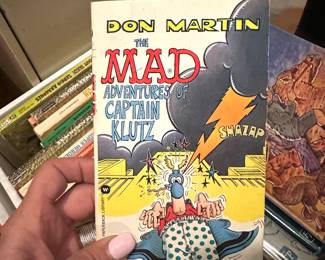 DON MARTIN
THE
MAD
ADVENTURES OF
CAPTAIN
KLUTZ
SHAZAP